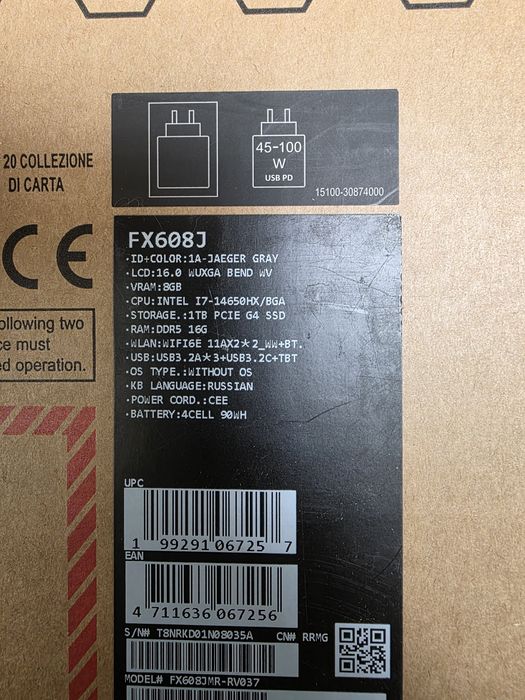 45-100
W
USB PD
15100-30874000
20 COLLEZIONE
DI CARTA
CE
ollowing two
ce must
ed operation.
FX608J
·ID+COLOR:1A-JAEGER GRAY
·LCD:16.0 WUXGA BEND WV
·VRAM:8GB
·CPU:INTEL I7-14650HX/BGA
·STORAGE.:1TB PCIE G4 SSD
·RAM:DDR5 16G
·WLAN:WIFI6E 11AX2*2_WW+BT.
·USB:USB3.2A*3+USB3.2C+TBT
·OS TYPE.:WITHOUT OS
·KB LANGUAGE:RUSSIAN
·POWER CORD.:CEE
·BATTERY:4CELL 90WH
UPC
1 99291 06725 7
EAN
4 711636 067256
S/N# T8NRKD01N08035A CN# RRMG
MODEL# FX608JMR-RV037